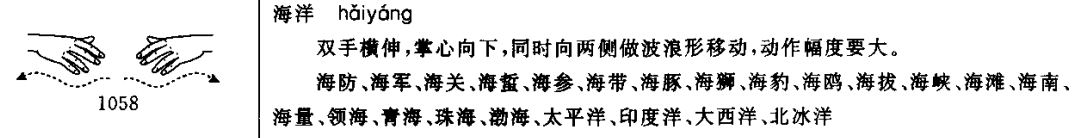 海洋 hǎiyáng
双手横伸,掌心向下,同时向两侧做波浪形移动,动作幅度要大。
海防、海军、海关、海蜇、海参、海带、海豚、海狮、海豹、海鸥、海拔、海峡、海滩、海南、
海量、领海、青海、珠海、渤海、太平洋、印度洋、大西洋、北冰洋
1058